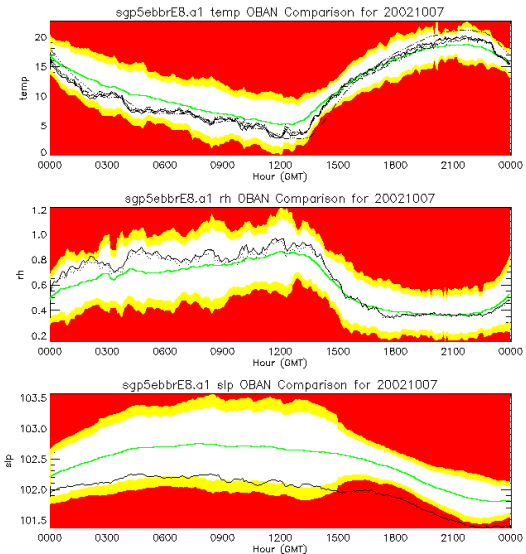 sgp5ebbrE8.a1 temp OBAN Comparison for 20021007
20
15
10
5
0
temp
0000 0300 0600 0900 1200 1500 1800 2100 0000
Hour (GMT)
sgp5ebbrE8.a1 rh OBAN Comparison for 20021007
1.2
1.0
0.8
0.6
0.4
0.2
rh
0000 0300 0600 0900 1200 1500 1800 2100 0000
Hour (GMT)
sgp5ebbrE8.a1 slp OBAN Comparison for 20021007
103.5
103.0
102.5
102.0
101.5
slp
0000 0300 0600 0900 1200 1500 1800 2100 0000
Hour (GMT)